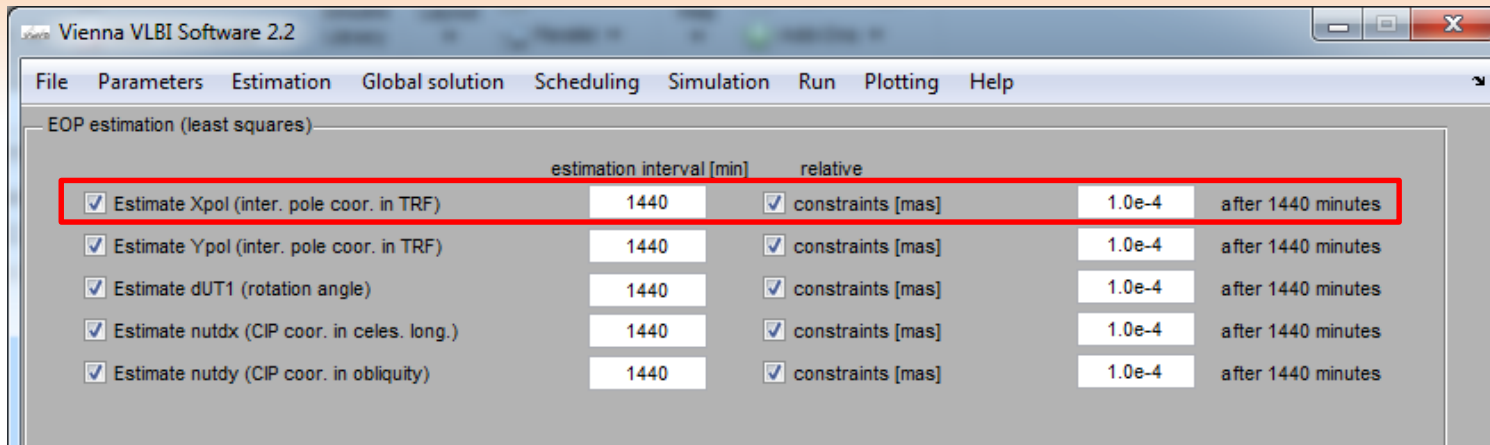 Vienna VLBI Software 2.2
File Parameters Estimation Global solution Scheduling Simulation Run Plotting Help
EOP estimation (least squares)
estimation interval [min] relative
Estimate Xpol (inter. pole coor. in TRF) 1440 constraints [mas] 1.0e-4 after 1440 minutes
Estimate Ypol (inter. pole coor. in TRF) 1440 constraints [mas] 1.0e-4 after 1440 minutes
Estimate dUT1 (rotation angle) 1440 constraints [mas] 1.0e-4 after 1440 minutes
Estimate nutdx (CIP coor. in celes. long.) 1440 constraints [mas] 1.0e-4 after 1440 minutes
Estimate nutdy (CIP coor. in obliquity) 1440 constraints [mas] 1.0e-4 after 1440 minutes